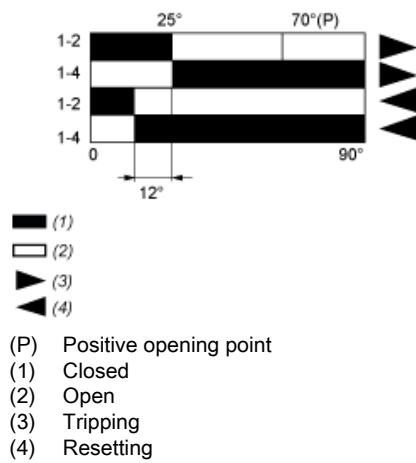 25° 70°(P)
1-2
1-4
1-2
1-4
0 90°
12°
(1)
(2)
(3)
(4)
(P) Positive opening point
(1) Closed
(2) Open
(3) Tripping
(4) Resetting